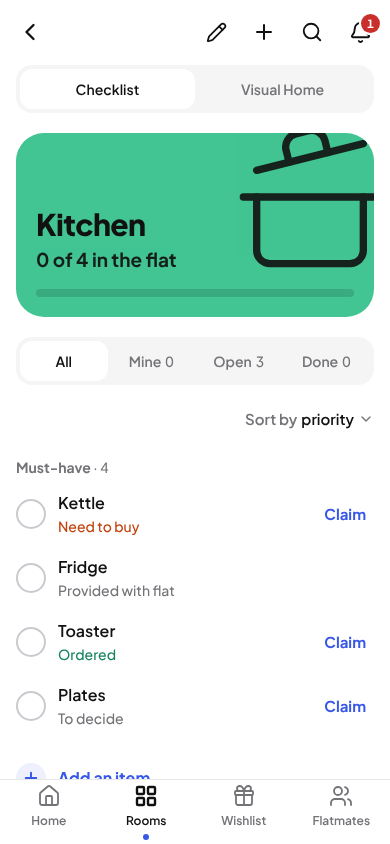 1
Checklist
Visual Home
Kitchen
0 of 4 in the flat
All
Mine 0
Open 3
Done 0
Sort by priority
Must-have · 4
Kettle
Need to buy
Claim
Fridge
Provided with flat
Toaster
Ordered
Claim
Plates
To decide
Claim
Add an item
Home
Rooms
Wishlist
Flatmates